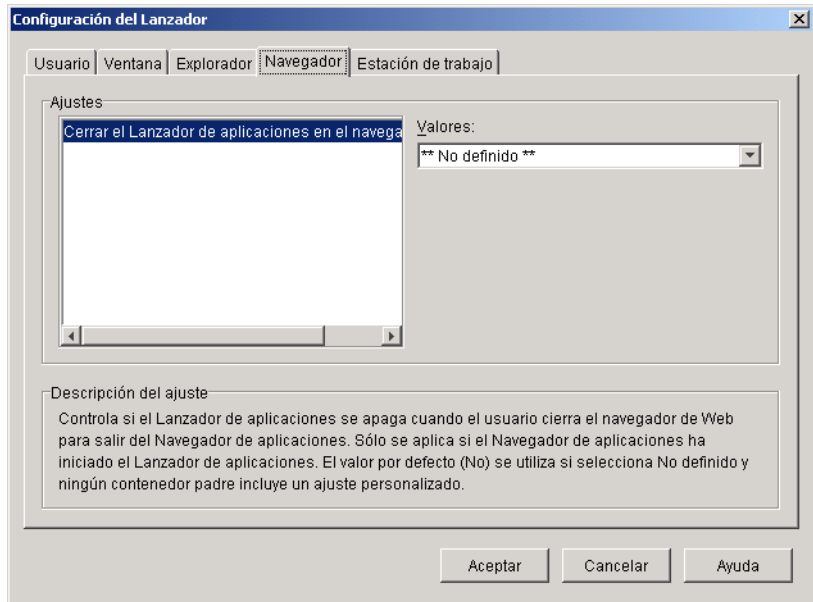 Configuración del Lanzador
Usuario Ventana Explorador Navegador Estación de trabajo
Ajustes
Cerrar el Lanzador de aplicaciones en el navega
Valores:
** No definido **
Descripción del ajuste
Controla si el Lanzador de aplicaciones se apaga cuando el usuario cierra el navegador de Web
para salir del Navegador de aplicaciones. Sólo se aplica si el Navegador de aplicaciones ha
iniciado el Lanzador de aplicaciones. El valor por defecto (No) se utiliza si selecciona No definido y
ningún contenedor padre incluye un ajuste personalizado.
Aceptar Cancelar Ayuda